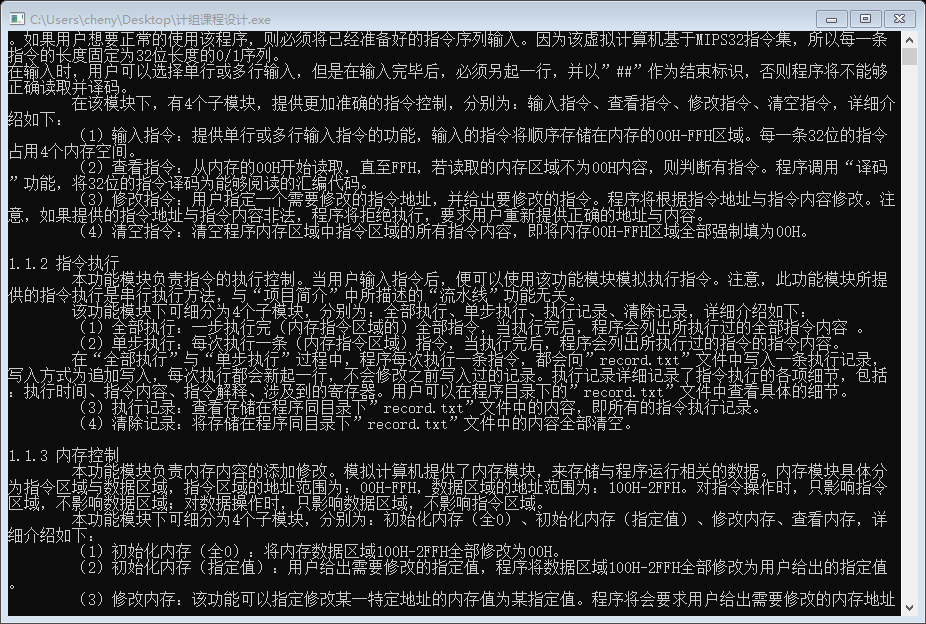 C:\Users\cheny\Desktop\计组课程设计.exe
。如果用户想要正常的使用该程序，则必须将已经准备好的指令序列输入。因为该虚拟计算机基于MIPS32指令集，所以每一条
指令的长度固定为32位长度的0/1序列。
在输入时，用户可以选择单行或多行输入，但是在输入完毕后，必须另起一行，并以”##”作为结束标识，否则程序将不能够
正确读取并译码。
在该模块下，有4个子模块，提供更加准确的指令控制，分别为：输入指令、查看指令、修改指令、清空指令，详细介
绍如下：
（1）输入指令：提供单行或多行输入指令的功能，输入的指令将顺序存储在内存的00H-FFH区域。每一条32位的指令
占用4个内存空间。
（2）查看指令：从内存的00H开始读取，直至FFH，若读取的内存区域不为00H内容，则判断有指令。程序调用“译码
”功能，将32位的指令译码为能够阅读的汇编代码。
（3）修改指令：用户指定一个需要修改的指令地址，并给出要修改的指令。程序将根据指令地址与指令内容修改。注
意，如果提供的指令地址与指令内容非法，程序将拒绝执行，要求用户重新提供正确的地址与内容。
（4）清空指令：清空程序内存区域中指令区域的所有指令内容，即将内存00H-FFH区域全部强制填为00H。
1.1.2 指令执行
本功能模块负责指令的执行控制。当用户输入指令后，便可以使用该功能模块模拟执行指令。注意，此功能模块所提
供的指令执行是串行执行方法，与“项目简介”中所描述的“流水线”功能无关。
该功能模块下可细分为4个子模块，分别为：全部执行、单步执行、执行记录、清除记录，详细介绍如下：
（1）全部执行：一步执行完（内存指令区域的）全部指令，当执行完后，程序会列出所执行过的全部指令内容 。
（2）单步执行：每次执行一条（内存指令区域）指令，当执行完后，程序会列出所执行过的指令的指令内容。
在“全部执行”与“单步执行”过程中，程序每次执行一条指令，都会向”record.txt”文件中写入一条执行记录，
写入方式为追加写入，每次执行都会新起一行，不会修改之前写入过的记录。执行记录详细记录了指令执行的各项细节，包括
：执行时间、指令内容、指令解释、涉及到的寄存器。用户可以在程序目录下的”record.txt”文件中查看具体的细节。
（3）执行记录：查看存储在程序同目录下”record.txt”文件中的内容，即所有的指令执行记录。
（4）清除记录：将存储在程序同目录下”record.txt”文件中的内容全部清空。
1.1.3 内存控制
本功能模块负责内存内容的添加修改。模拟计算机提供了内存模块，来存储与程序运行相关的数据。内存模块具体分
为指令区域与数据区域，指令区域的地址范围为：00H-FFH，数据区域的地址范围为：100H-2FFH。对指令操作时，只影响指令
区域，不影响数据区域；对数据操作时，只影响数据区域，不影响指令区域。
本功能模块下可细分为4个子模块，分别为：初始化内存（全0）、初始化内存（指定值）、修改内存、查看内存，详
细介绍如下：
（1）初始化内存（全0）：将内存数据区域100H-2FFH全部修改为00H。
（2）初始化内存（指定值）：用户给出需要修改的指定值，程序将数据区域100H-2FFH全部修改为用户给出的指定值
。
（3）修改内存：该功能可以指定修改某一特定地址的内存值为某指定值。程序将会要求用户给出需要修改的内存地址